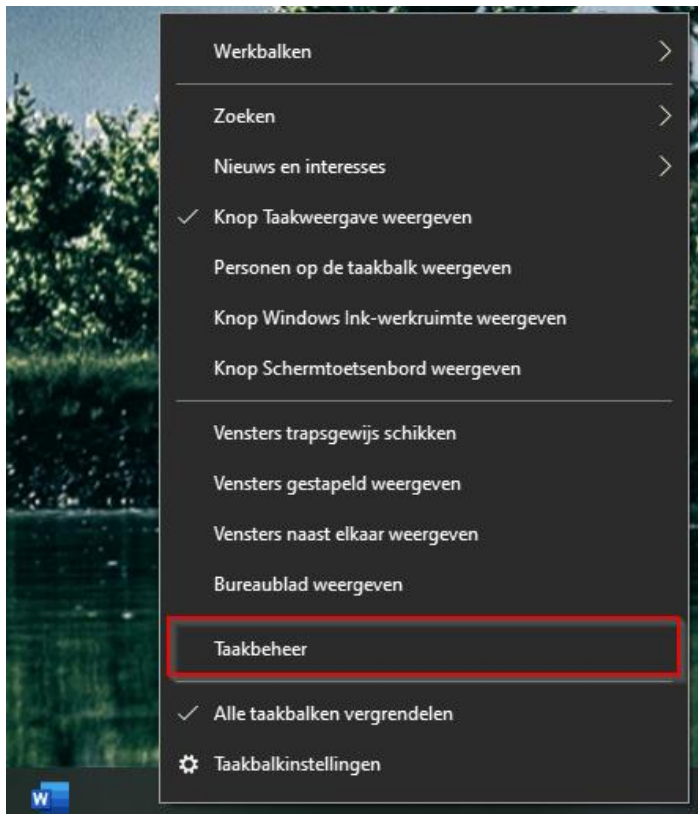 Werkbalken
Zoeken
Nieuws en interesses
Knop Taakweergave weergeven
Personen op de taakbalk weergeven
Knop Windows Ink-werkruimte weergeven
Knop Schermtoetsenbord weergeven
Vensters trapsgewijs schikken
Vensters gestapeld weergeven
Vensters naast elkaar weergeven
Bureaublad weergeven
Taakbeheer
Alle taakbalken vergrendelen
Taakbalkinstellingen
W